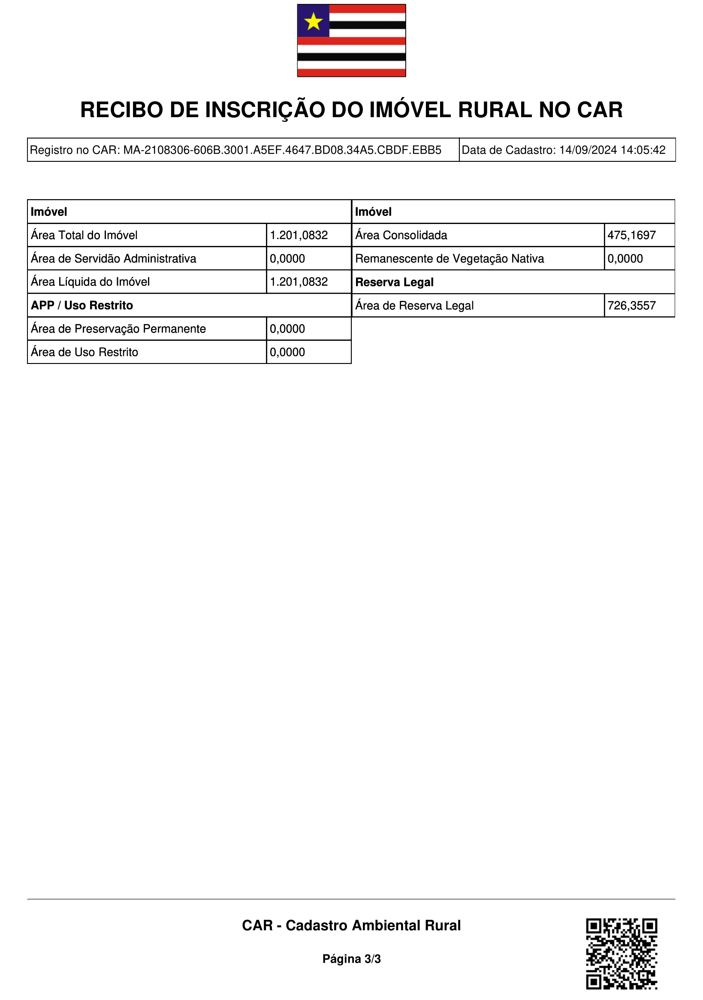 RECIBO DE INSCRIÇÃO DO IMÓVEL RURAL NO CAR
Registro no CAR: MA-2108306-606B.3001.A5EF.4647.BD08.34A5.CBDF.EBB5 Data de Cadastro: 14/09/2024 14:05:42
Imóvel
Área Total do Imóvel 1.201,0832
Área de Servidão Administrativa 0,0000
Área Líquida do Imóvel 1.201,0832
APP / Uso Restrito
Área de Preservação Permanente 0,0000
Área de Uso Restrito 0,0000
Imóvel
Área Consolidada 475,1697
Remanescente de Vegetação Nativa 0,0000
Reserva Legal
Área de Reserva Legal 726,3557
CAR - Cadastro Ambiental Rural
Página 3/3